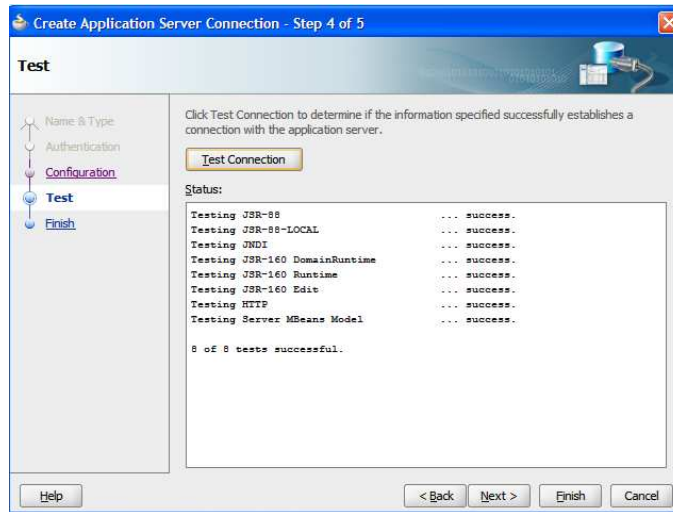 Create Application Server Connection - Step 4 of 5
Test
Name & Type
Authentication
Configuration
Test
Finish
Click Test Connection to determine if the information specified successfully establishes a
connection with the application server.
Test Connection
Status:
Testing JSR-88 ... success.
Testing JSR-88-LOCAL ... success.
Testing JNDI ... success.
Testing JSR-160 DomainRuntime ... success.
Testing JSR-160 Runtime ... success.
Testing JSR-160 Edit ... success.
Testing HTTP ... success.
Testing Server MBeans Model ... success.
8 of 8 tests successful.
Help
< Back
Next >
Finish
Cancel